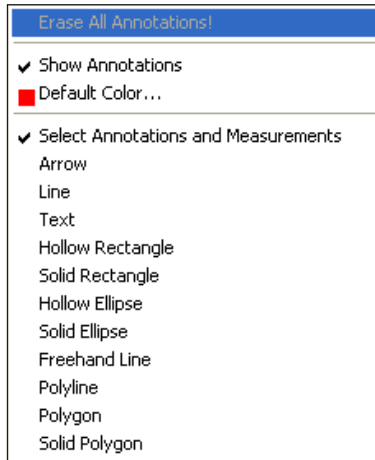 Erase All Annotations!
Show Annotations
Default Color...
Select Annotations and Measurements
Arrow
Line
Text
Hollow Rectangle
Solid Rectangle
Hollow Ellipse
Solid Ellipse
Freehand Line
Polyline
Polygon
Solid Polygon